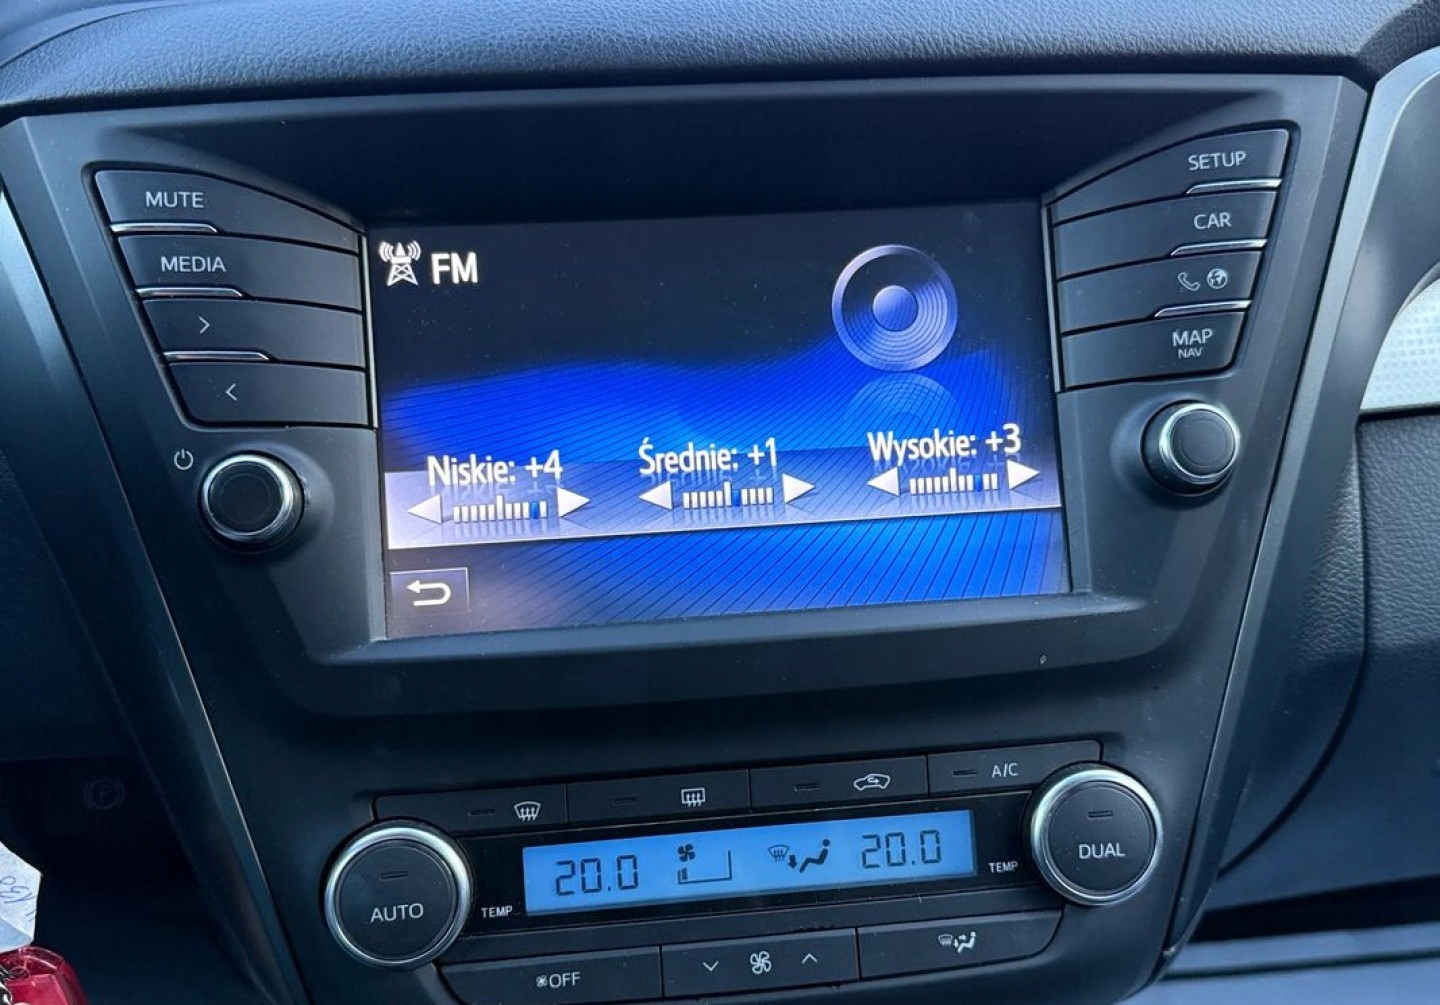 MUTE
MEDIA
SETUP
CAR
MAP
NAV
FM
Niskie: +4
Średnie: +1
Wysokie: +3
A/C
20.0
20.0
TEMP
TEMP
AUTO
DUAL
OFF